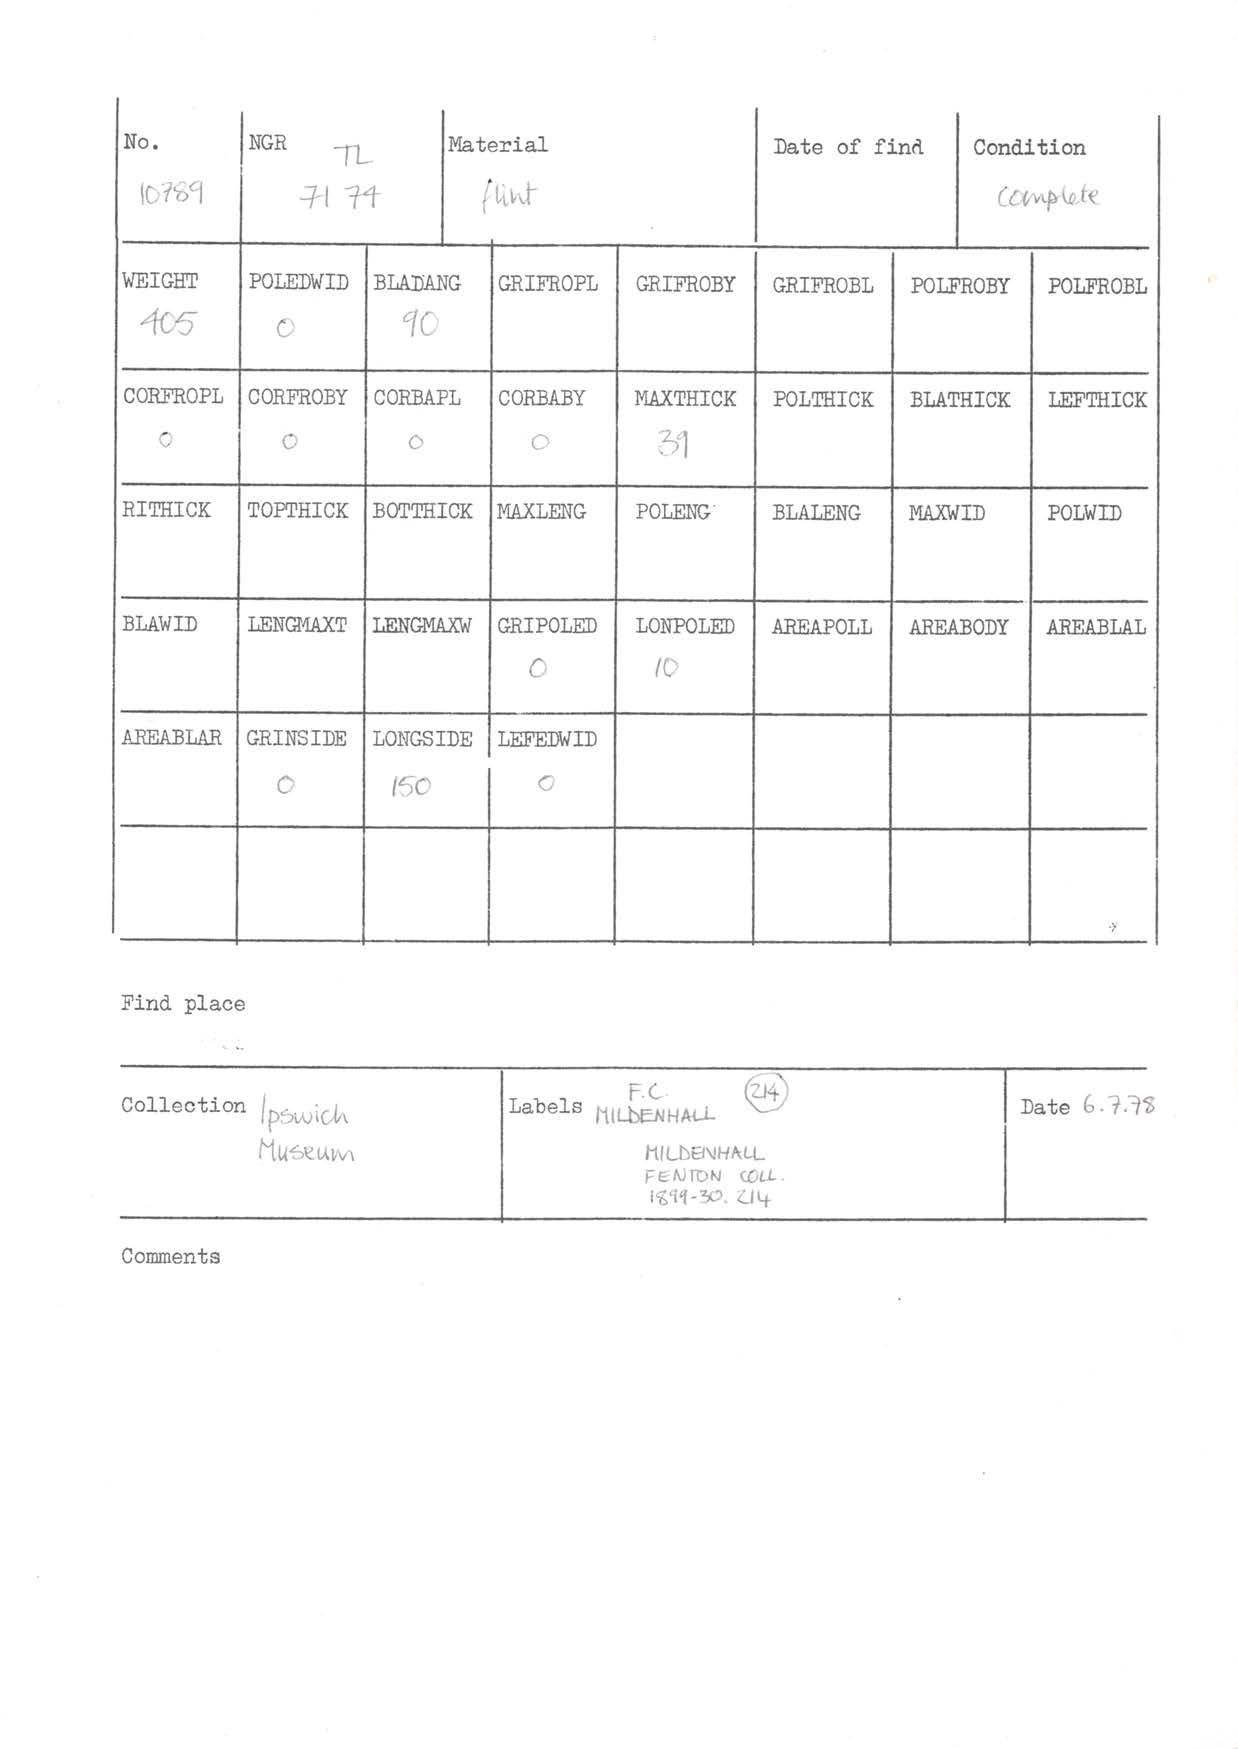 No. NGR TL Material Date of find Condition
10789 71 74 flint complete
WEIGHT POLEDWID BLADANG GRIFROPL GRIFROBY GRIFROBL POLFROBY POLFROBL
405 0 90
CORFROPL CORFROBY CORBAPL CORBABY MAXTHICK POLTHICK BLATHICK LEFTHICK
0 0 0 0 39
RITHICK TOPTHICK BOTTHICK MAXLENG POLENG BLALENG MAXWID POLWID
BLAWID LENGMAXT LENGMAXW GRIPOLED LONPOLED AREAPOLL AREABODY AREABLAL
0 10
AREABLAR GRINSIDE LONGSIDE LEFEDWID
0 150 0
Find place
Collection Ipswich
Museum
Labels F.C. 214
MILDENHALL
MILDENHALL
FENTON COLL.
1899-30. 214
Date 6.7.78
Comments